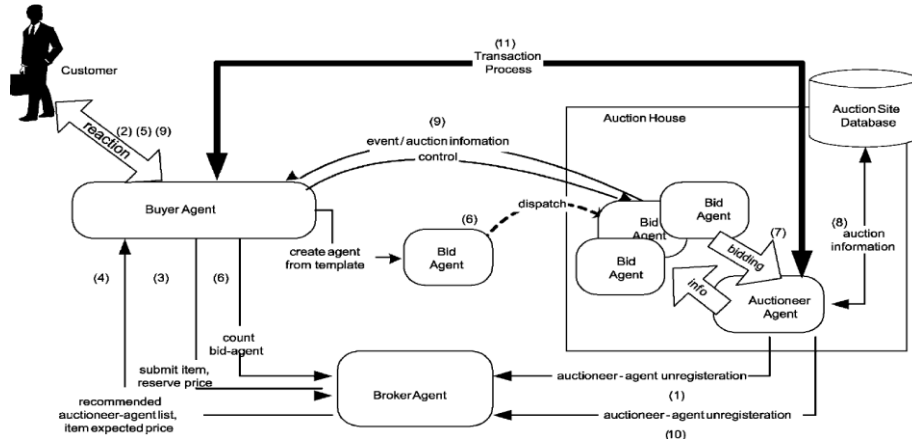 (11)
Transaction
Process
Customer
Auction Site
Database
Auction House
reaction
(2) (5) (9)
(9)
event / auction infomation
control
Bid
Agent
Buyer Agent
(6)
dispatch
Bid
Agent
(7)
(8)
auction
information
bidding
create agent
from template
Bid
Agent
Bid
Agent
info
Auctioneer
Agent
(4)
(3)
(6)
count
bid-agent
submit item,
reserve price
auctioneer - agent unregisteration
(1)
Broker Agent
recommended
auctioneer-agent list,
item expected price
auctioneer - agent unregisteration
(10)